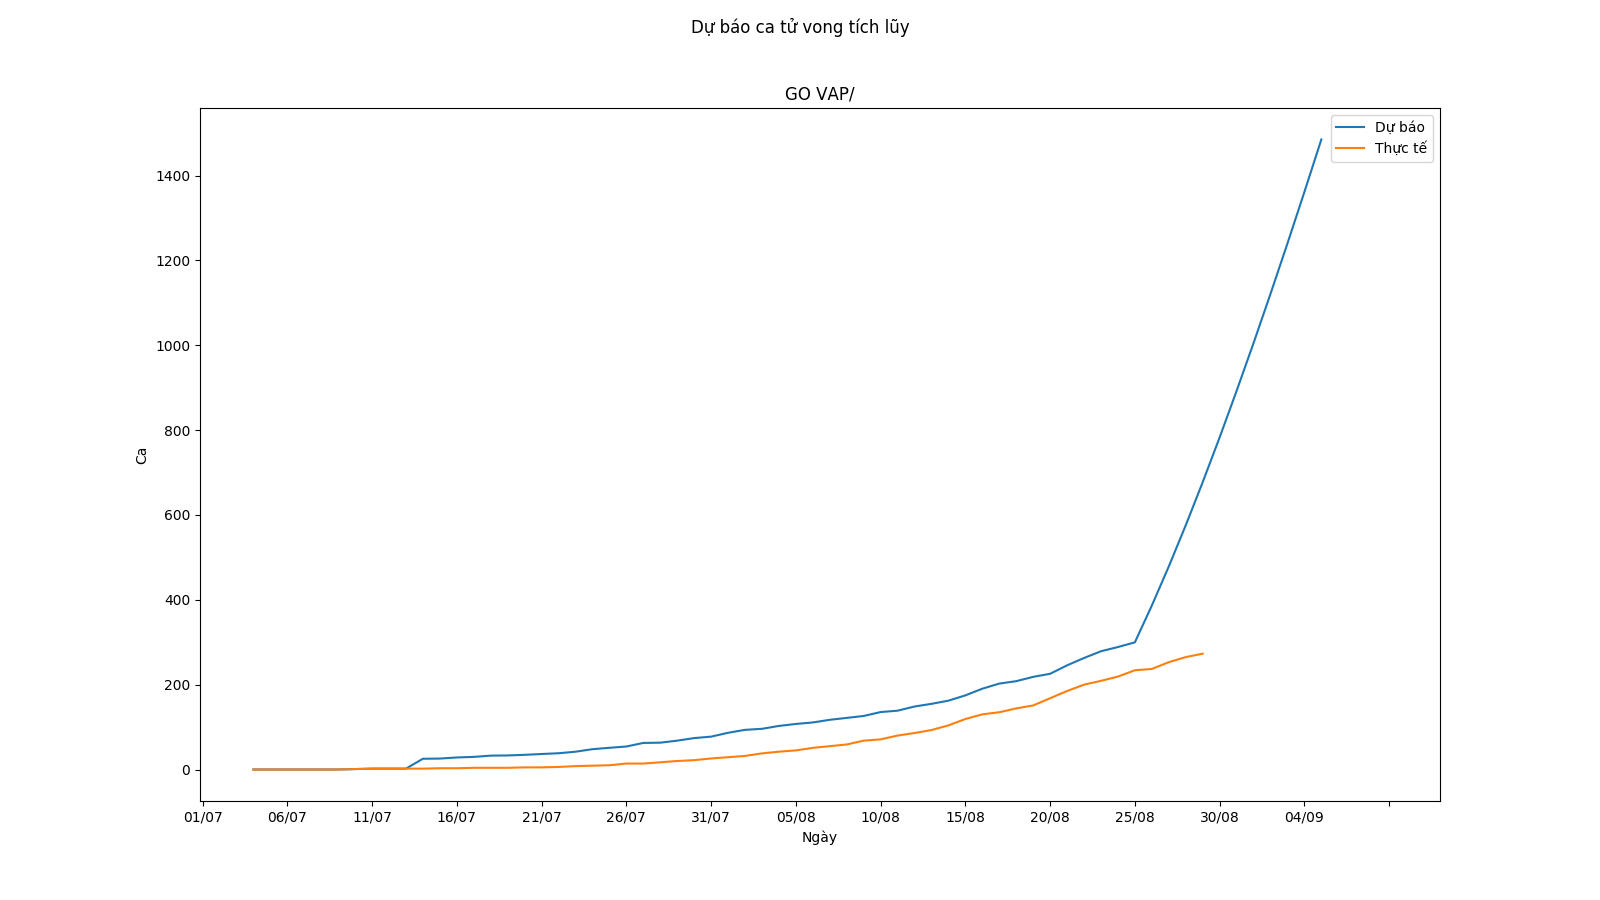 Dự báo ca tử vong tích lũy
GO VAP/
Dự báo
Thực tế
1400
1200
1000
800
600
400
200
0
Ca
01/07 06/07 11/07 16/07 21/07 26/07 31/07 05/08 10/08 15/08 20/08 25/08 30/08 04/09
Ngày